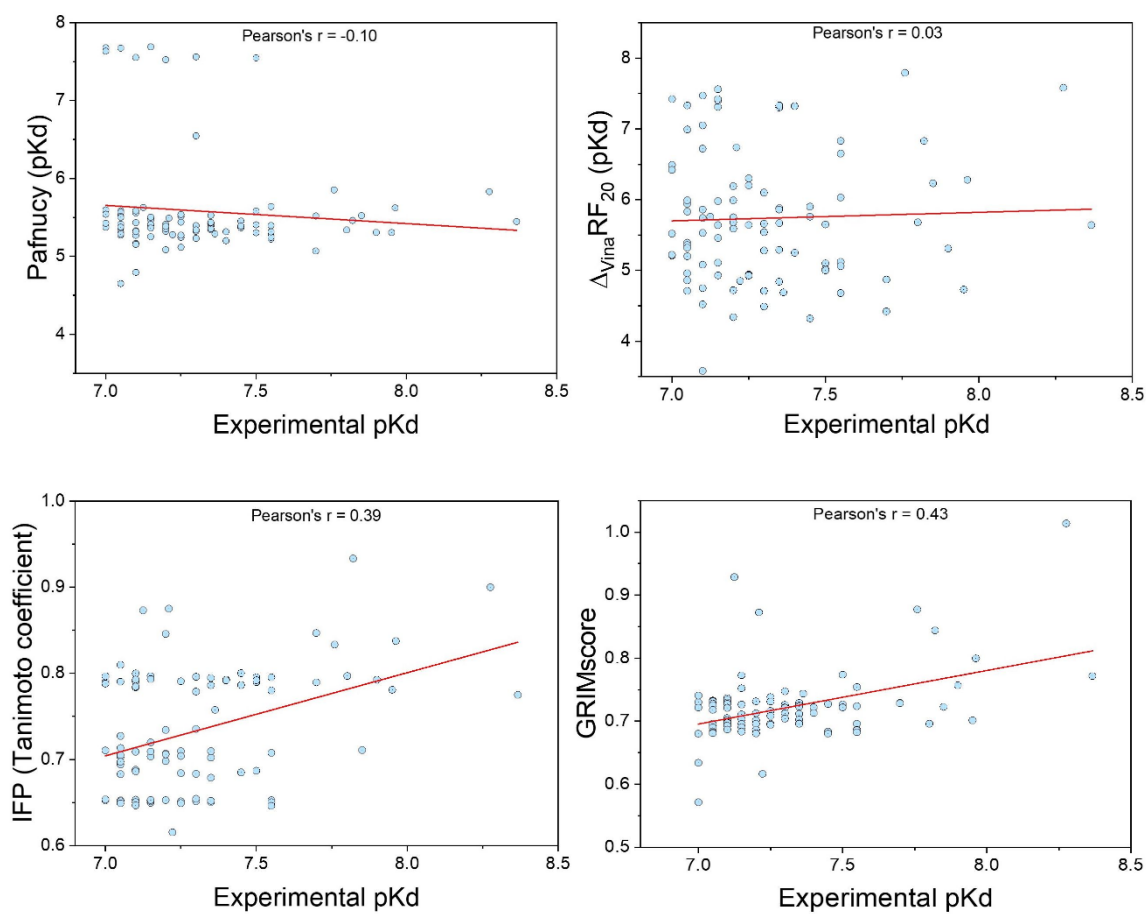 Pearson's r = -0.10
Pafnucy (pKd)
8
7
6
5
4
7.0 7.5 8.0 8.5
Experimental pKd
Pearson's r = 0.03
Δ_Vina RF_20 (pKd)
8
7
6
5
4
7.0 7.5 8.0 8.5
Experimental pKd
Pearson's r = 0.39
IFP (Tanimoto coefficient)
1.0
0.9
0.8
0.7
0.6
7.0 7.5 8.0 8.5
Experimental pKd
Pearson's r = 0.43
GRIMscore
1.0
0.9
0.8
0.7
0.6
0.5
7.0 7.5 8.0 8.5
Experimental pKd